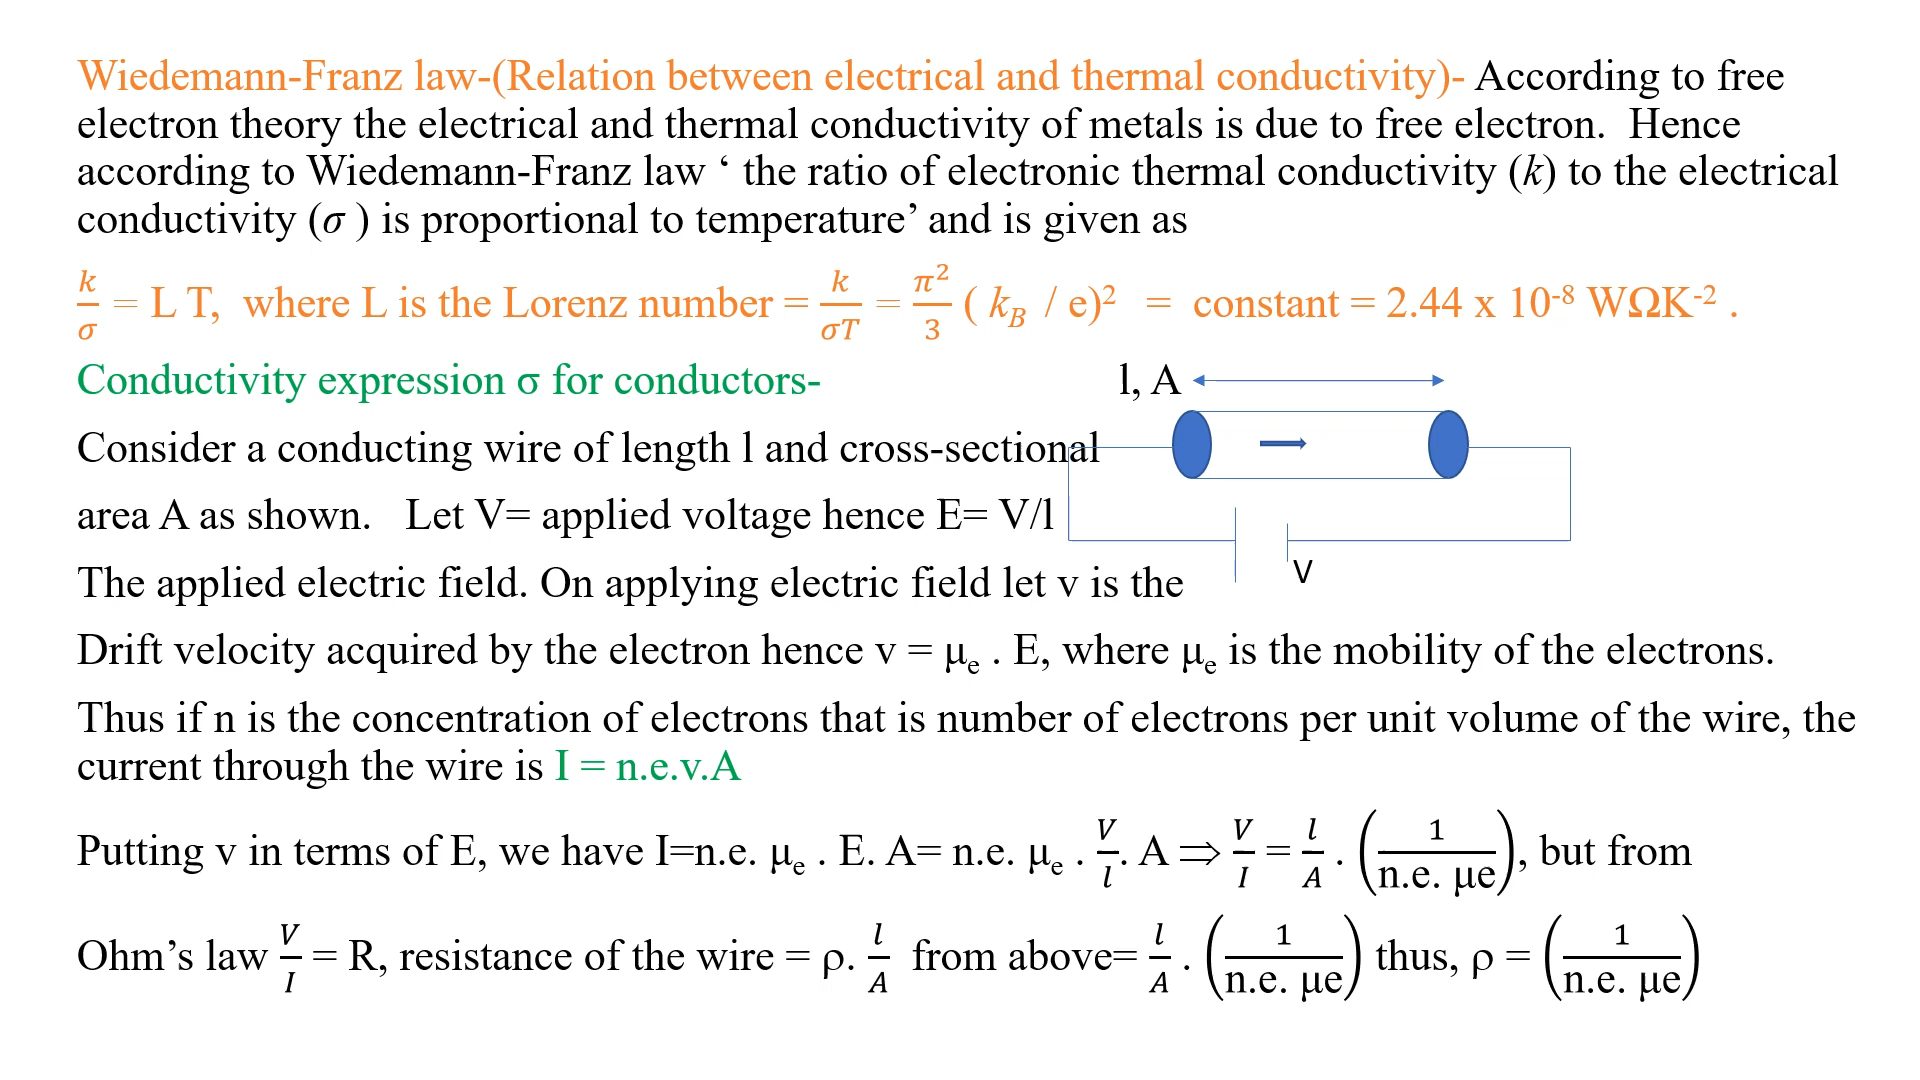 Wiedemann-Franz law-(Relation between electrical and thermal conductivity)- According to free
electron theory the electrical and thermal conductivity of metals is due to free electron.  Hence
according to Wiedemann-Franz law ‘ the ratio of electronic thermal conductivity (k) to the electrical
conductivity (σ ) is proportional to temperature’ and is given as
k/σ = L T,  where L is the Lorenz number = k/σT = π²/3 ( k_B / e)²  =  constant = 2.44 x 10⁻⁸ WΩK⁻² .
Conductivity expression σ for conductors-
l, A
Consider a conducting wire of length l and cross-sectional
area A as shown.   Let V= applied voltage hence E= V/l
V
The applied electric field. On applying electric field let v is the
Drift velocity acquired by the electron hence v = μₑ . E, where μₑ is the mobility of the electrons.
Thus if n is the concentration of electrons that is number of electrons per unit volume of the wire, the
current through the wire is I = n.e.v.A
Putting v in terms of E, we have I=n.e. μₑ . E. A= n.e. μₑ . V/l. A ⇒ V/I = l/A . (1/n.e. μe), but from
Ohm’s law V/I = R, resistance of the wire = ρ. l/A  from above= l/A . (1/n.e. μe) thus, ρ = (1/n.e. μe)